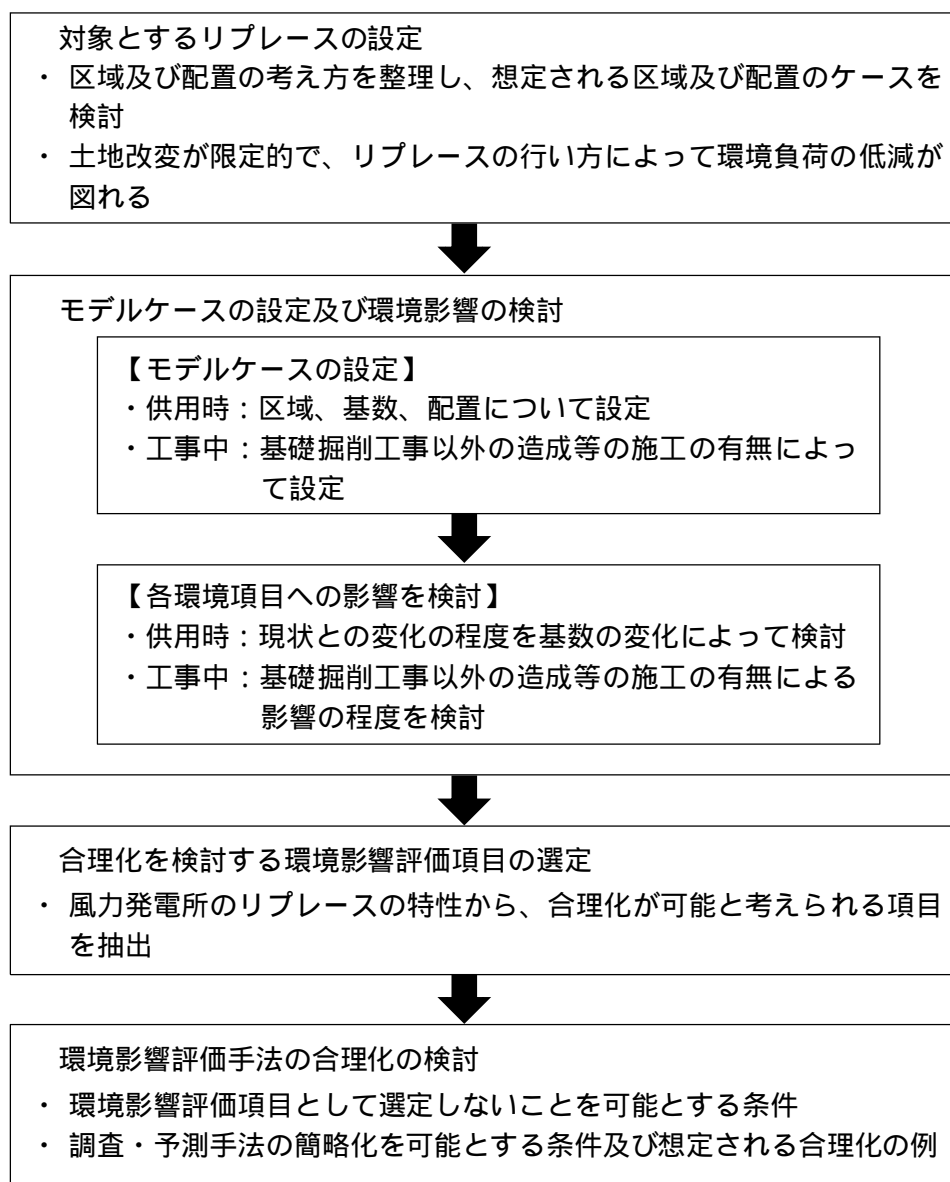 対象とするリプレースの設定
・ 区域及び配置の考え方を整理し、想定される区域及び配置のケースを
検討
・ 土地改変が限定的で、リプレースの行い方によって環境負荷の低減が
図れる
モデルケースの設定及び環境影響の検討
【モデルケースの設定】
・供用時：区域、基数、配置について設定
・工事中：基礎掘削工事以外の造成等の施工の有無によっ
て設定
【各環境項目への影響を検討】
・供用時：現状との変化の程度を基数の変化によって検討
・工事中：基礎掘削工事以外の造成等の施工の有無による
影響の程度を検討
合理化を検討する環境影響評価項目の選定
・ 風力発電所のリプレースの特性から、合理化が可能と考えられる項目
を抽出
環境影響評価手法の合理化の検討
・ 環境影響評価項目として選定しないことを可能とする条件
・ 調査・予測手法の簡略化を可能とする条件及び想定される合理化の例